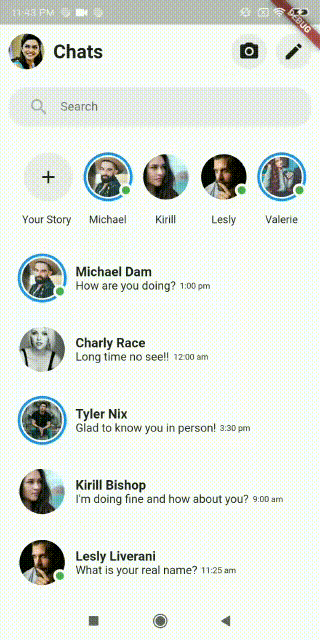 11:43 PM
DEBUG
Chats
Search
Your Story Michael Kirill Lesly Valerie
Michael Dam
How are you doing? 1:00 pm
Charly Race
Long time no see!! 12:00 am
Tyler Nix
Glad to know you in person! 3:30 pm
Kirill Bishop
I'm doing fine and how about you? 9:00 am
Lesly Liverani
What is your real name? 11:25 am